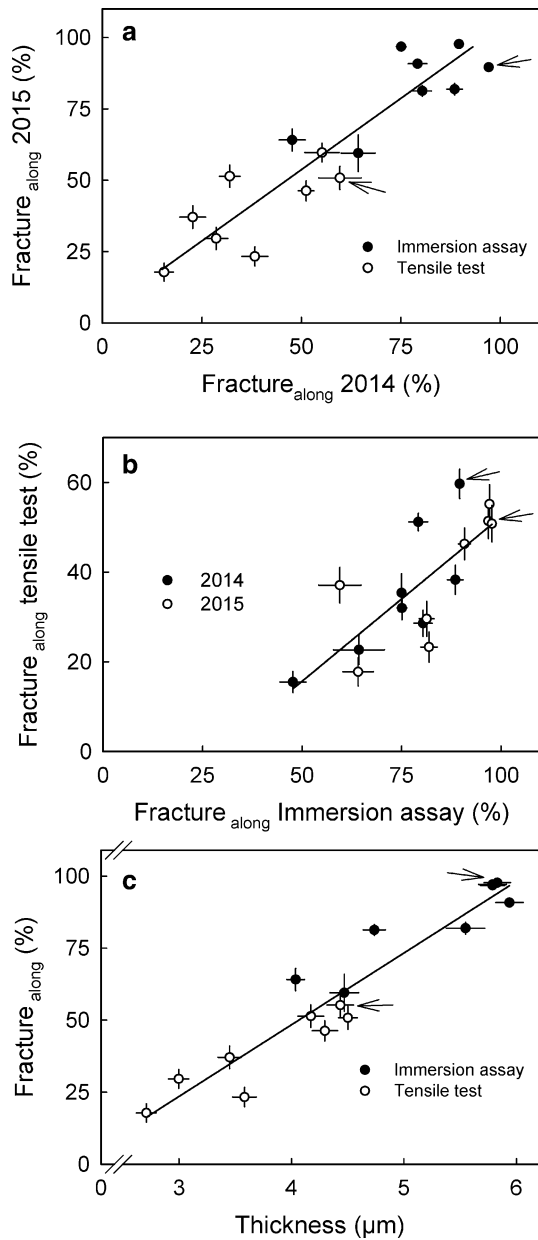 a
Fracture along 2015 (%)
100
75
50
25
0
Immersion assay
Tensile test
0 25 50 75 100
Fracture along 2014 (%)
b
Fracture along tensile test (%)
60
40
20
0
2014
2015
0 25 50 75 100
Fracture along Immersion assay (%)
c
Fracture along (%)
100
75
50
25
0
Immersion assay
Tensile test
0 3 4 5 6
Thickness (µm)